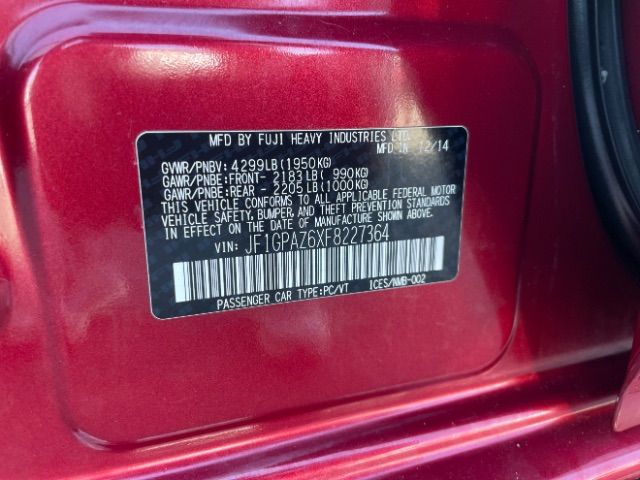 MFD BY FUJI HEAVY INDUSTRIES LTD.
MFD IN 12/14
GVWR/PNBV: 4299LB(1950KG)
GAWR/PNBE:FRONT- 2183LB( 990KG)
GAWR/PNBE:REAR - 2205LB(1000KG)
THIS VEHICLE CONFORMS TO ALL APPLICABLE FEDERAL MOTOR
VEHICLE SAFETY, BUMPER, AND THEFT PREVENTION STANDARDS
IN EFFECT ON THE DATE OF MANUFACTURE SHOWN ABOVE.
VIN: JF1GPAZ6XF8227364
PASSENGER CAR TYPE:PC/VT ICES/NMB-002